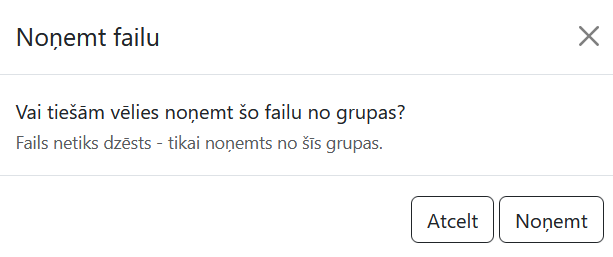 Noņemt failu
Vai tiešām vēlies noņemt šo failu no grupas?
Fails netiks dzēsts - tikai noņemts no šīs grupas.
Atcelt Noņemt